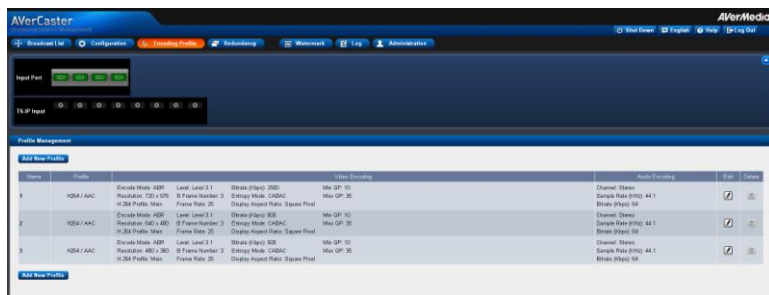 AVerCaster
AVerMedia
Shut Down English Help Log Out
Broadcast List Configuration Encoding Profile Redundancy Watermark Log Administration
Input Port SDI SDI SDI SDI
TS-IP Input
Profile Management
Add New Profile
Name Profile Video Encoding Audio Encoding Edit Delete
Encode Mode: ABR Level: Level 3.1 Bitrate (Kbps): 2500 Min QP: 10 Channel: Stereo
1 H264 / AAC Resolution: 720 x 576 B Frame Number: 3 Entropy Mode: CABAC Max QP: 35 Sample Rate (KHz): 44.1
H.264 Profile: Main Frame Rate: 25 Display Aspect Ratio: Square Pixel Bitrate (Kbps): 64
Encode Mode: ABR Level: Level 3.1 Bitrate (Kbps): 800 Min QP: 10 Channel: Stereo
2 H264 / AAC Resolution: 640 x 480 B Frame Number: 3 Entropy Mode: CABAC Max QP: 35 Sample Rate (KHz): 44.1
H.264 Profile: Main Frame Rate: 25 Display Aspect Ratio: Square Pixel Bitrate (Kbps): 64
Encode Mode: ABR Level: Level 3.1 Bitrate (Kbps): Min QP: 10 Channel: Stereo
3 H264 / AAC Resolution: 480 x 360 B Frame Number: 3 Entropy Mode: CABAC Max QP: 35 Sample Rate (KHz): 44.1
H.264 Profile: Main Frame Rate: 25 Display Aspect Ratio: Square Pixel Bitrate (Kbps): 64
Add New Profile